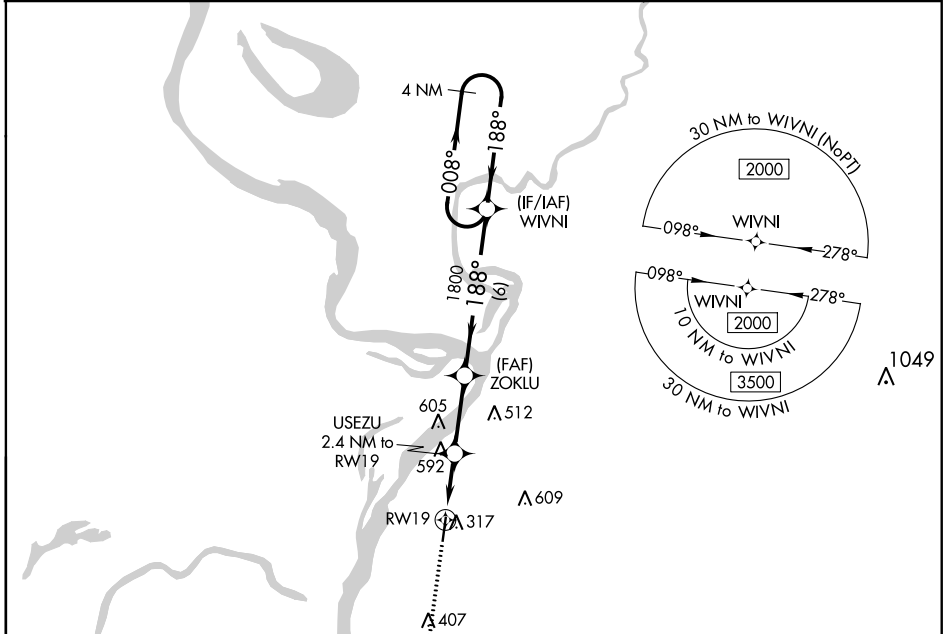 4 NM
188°
008°
(IF/IAF)
WIVNI
1800
188°
(6)
(FAF)
ZOKLU
605
512
USEZU
2.4 NM to
RW19
592
609
RW19
317
407
30 NM to WIVNI (NoPT)
2000
WIVNI
098°
278°
098°
278°
WIVNI
2000
10 NM to WIVNI
3500
30 NM to WIVNI
1049